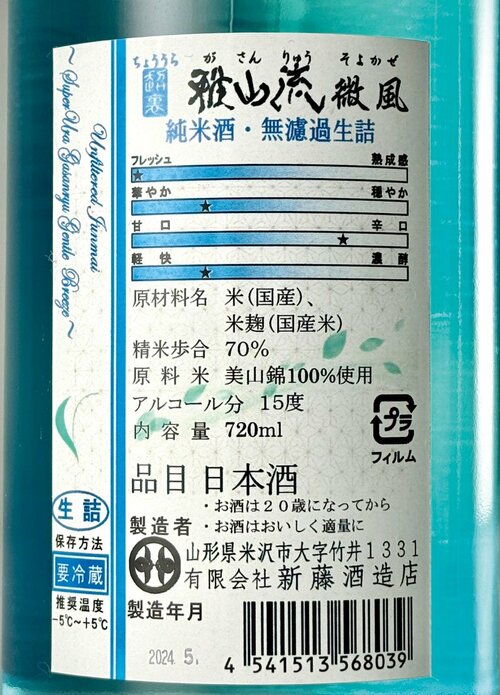 ~Super Ura Gasanryu Gentle Breeze~
Unfiltered Junmai
ちょううら がさんりゅう そよかぜ
超裏 雅山流 微風
純米酒・無濾過生詰
フレッシュ 熟成感
華やか 穏やか
甘口 辛口
軽快 濃醇
原材料名 米(国産)、
米麹(国産米)
精米歩合 70%
原料米 美山錦100%使用
アルコール分 15度
内容量 720ml
プラ
フィルム
品目 日本酒
・お酒は20歳になってから
・お酒はおいしく適量に
製造者
山形県米沢市大字竹井1331
有限会社 新藤酒造店
製造年月
2024. 5.
生詰
保存方法
要冷蔵
推奨温度
−5℃~+5℃
4 541513 568039